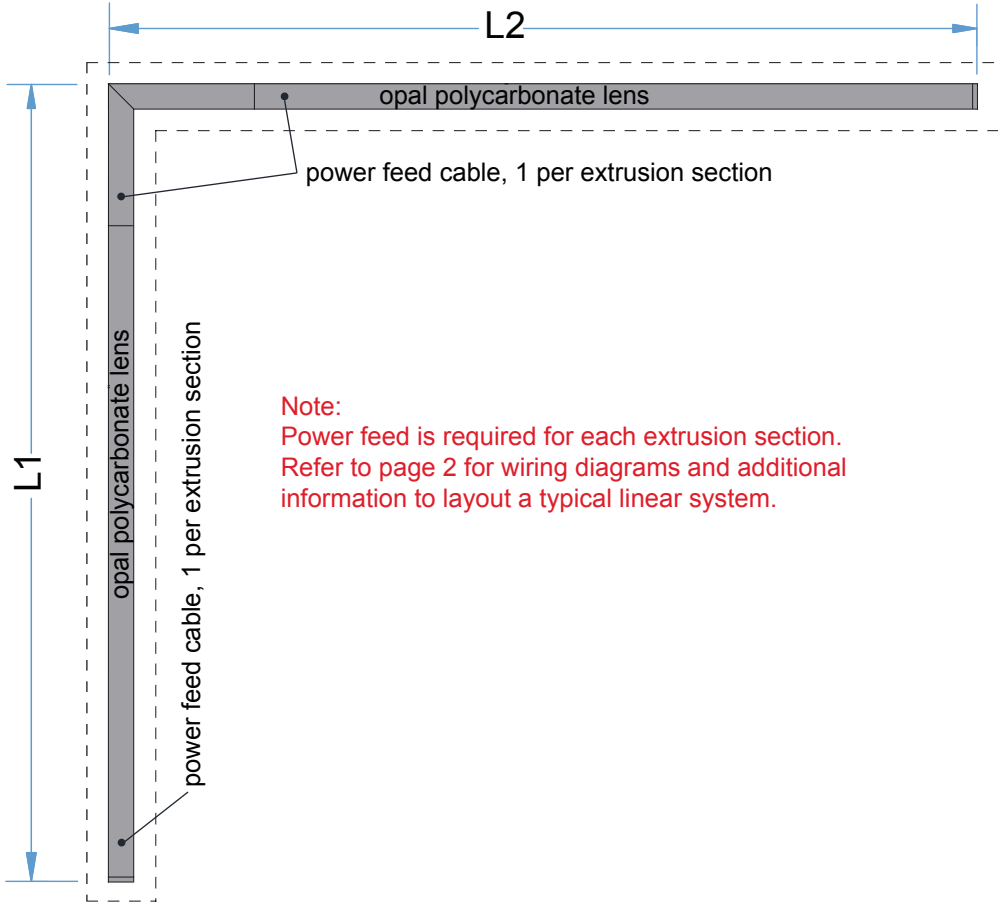 L2
opal polycarbonate lens
power feed cable, 1 per extrusion section
L1
opal polycarbonate lens
power feed cable, 1 per extrusion section
Note:
Power feed is required for each extrusion section.
Refer to page 2 for wiring diagrams and additional
information to layout a typical linear system.